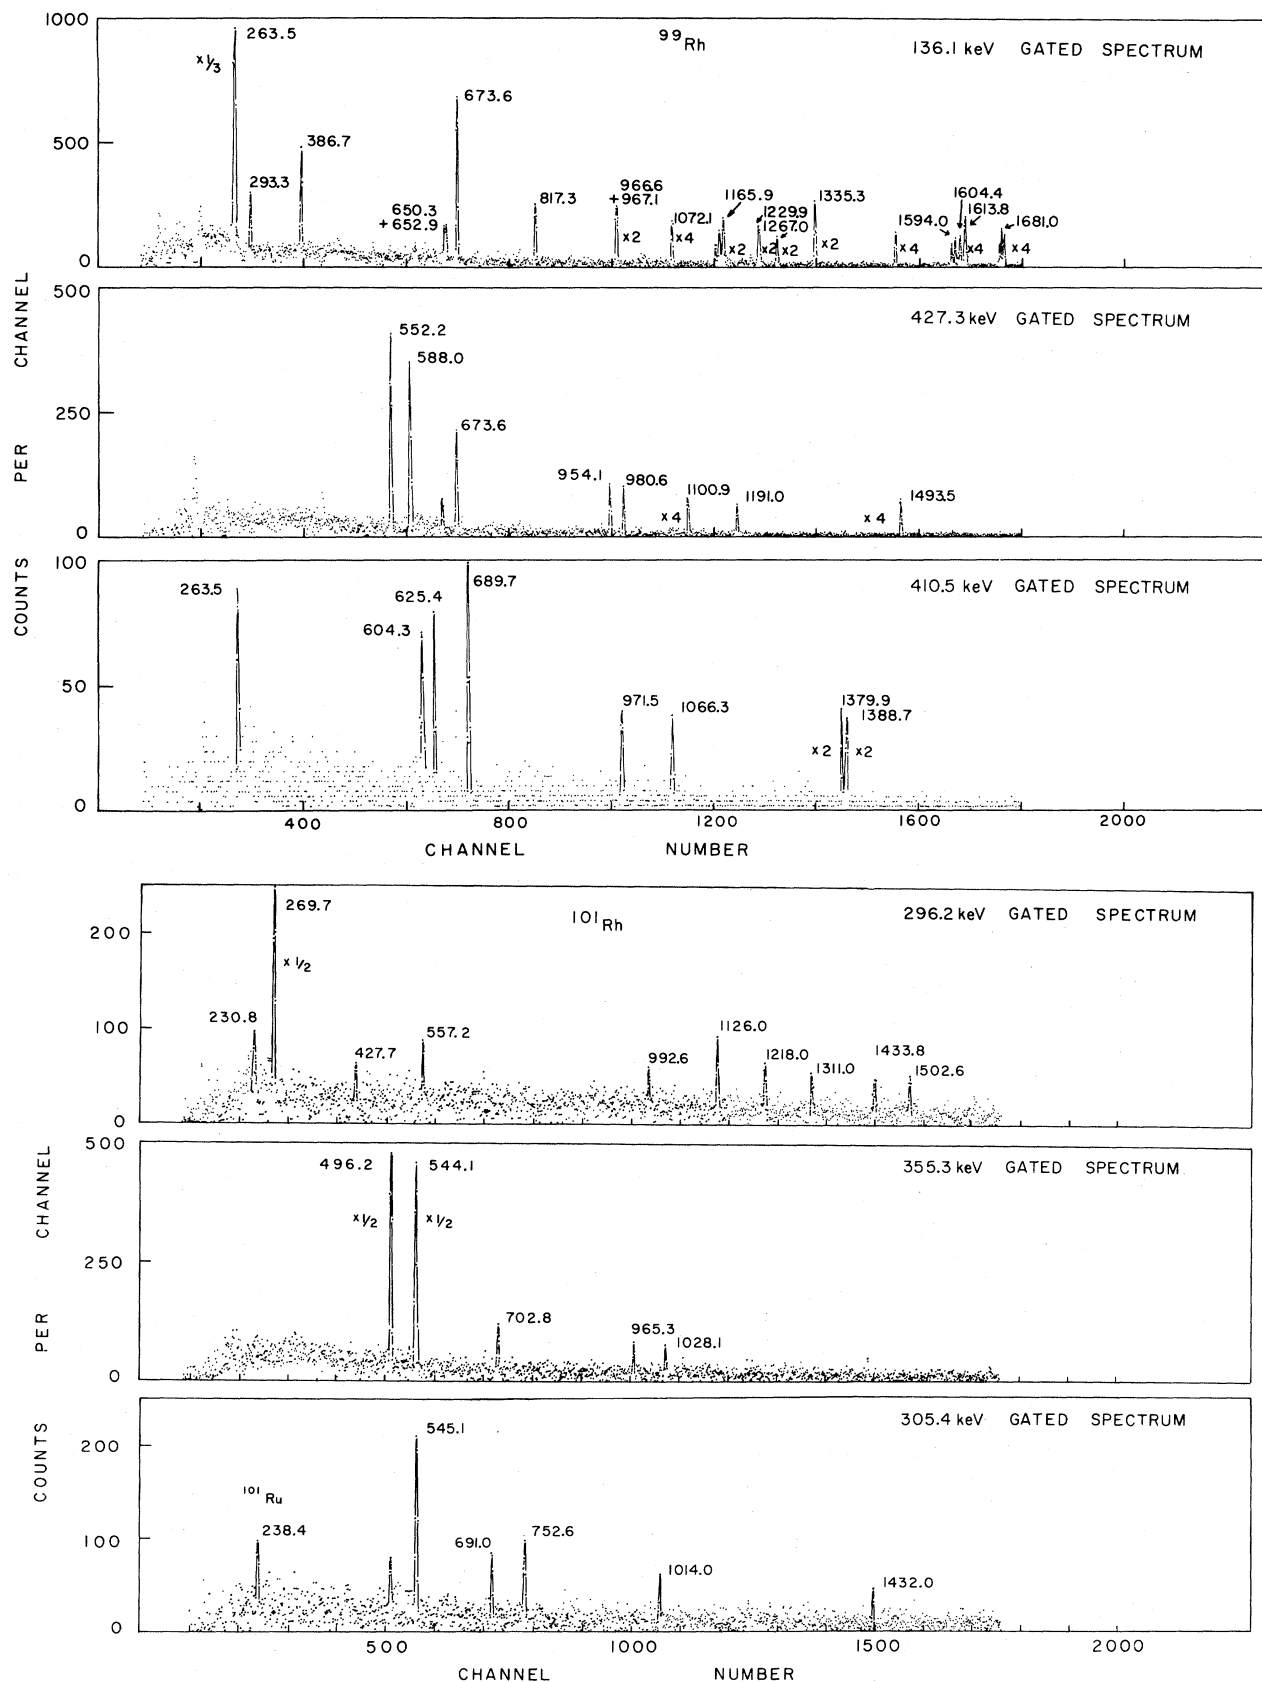 1000
500
0
263.5
x 1/3
293.3
386.7
650.3
+ 652.9
673.6
99Rh
136.1 keV GATED SPECTRUM
817.3
966.6
+967.1
x2
1072.1
x4
1165.9
x2
1229.9
x2
1267.0
x2
1335.3
x2
x4
1594.0
1604.4
1613.8
x4
1681.0
x4
500
250
0
427.3 keV GATED SPECTRUM
552.2
588.0
673.6
954.1
980.6
x4
1100.9
1191.0
x4
1493.5
100
50
0
410.5 keV GATED SPECTRUM
263.5
604.3
625.4
689.7
971.5
1066.3
1379.9
x2
1388.7
x2
400
800
1200
1600
2000
CHANNEL NUMBER
COUNTS PER CHANNEL
200
100
0
269.7
x 1/2
101Rh
296.2 keV GATED SPECTRUM
230.8
427.7
557.2
992.6
1126.0
1218.0
1311.0
1433.8
1502.6
500
250
0
496.2
x 1/2
544.1
x 1/2
355.3 keV GATED SPECTRUM
702.8
965.3
1028.1
200
100
0
305.4 keV GATED SPECTRUM
545.1
101Ru
238.4
691.0
752.6
1014.0
1432.0
500
1000
1500
2000
CHANNEL NUMBER
COUNTS PER CHANNEL